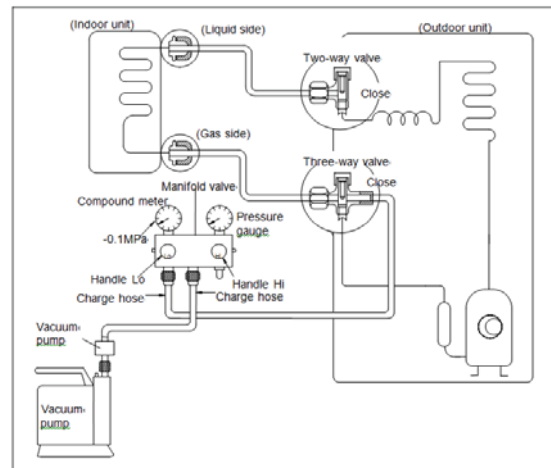 (Indoor unit)
(Liquid side)
(Outdoor unit)
Two-way valve
Close
(Gas side)
Three-way valve
Close
Manifold valve
Compound meter
Pressure
gauge
-0.1MPa
Handle Lo
Handle Hi
Charge hose
Charge hose
Vacuum
pump
Vacuum
pump